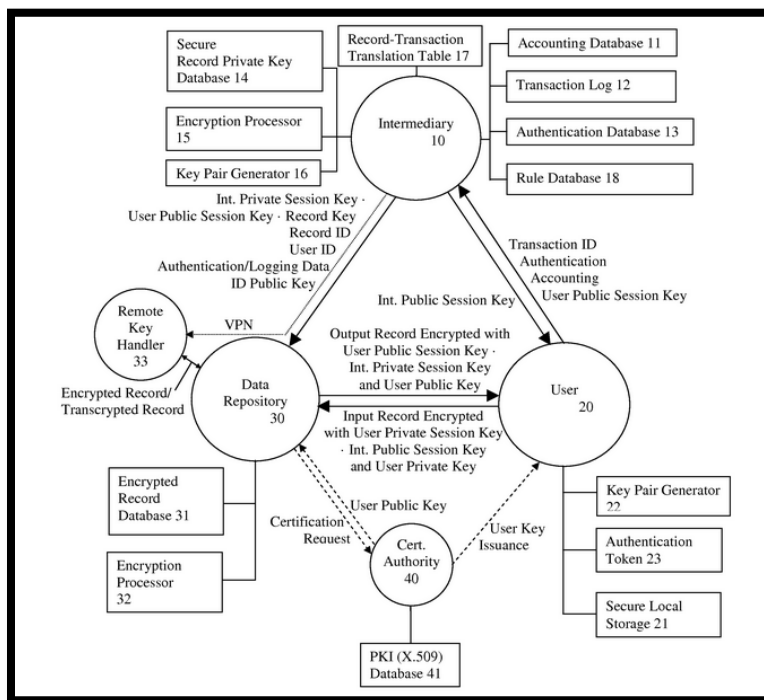 Secure
Record Private Key
Database 14
Record-Transaction
Translation Table 17
Accounting Database 11
Transaction Log 12
Encryption Processor
15
Intermediary
10
Authentication Database 13
Key Pair Generator 16
Rule Database 18
Int. Private Session Key ·
User Public Session Key · Record Key
Record ID
User ID
Authentication/Logging Data
ID Public Key
Transaction ID
Authentication
Accounting
User Public Session Key
Int. Public Session Key
Remote
Key
Handler
33
VPN
Output Record Encrypted with
User Public Session Key ·
Int. Private Session Key
and User Public Key
Encrypted Record/
Transcrypted Record
Data
Repository
30
User
20
Input Record Encrypted
with User Private Session Key
· Int. Public Session Key
and User Private Key
Encrypted
Record
Database 31
User Public Key
Certification
Request
User Key
Issuance
Key Pair Generator
22
Encryption
Processor
32
Cert.
Authority
40
Authentication
Token 23
Secure Local
Storage 21
PKI (X.509)
Database 41